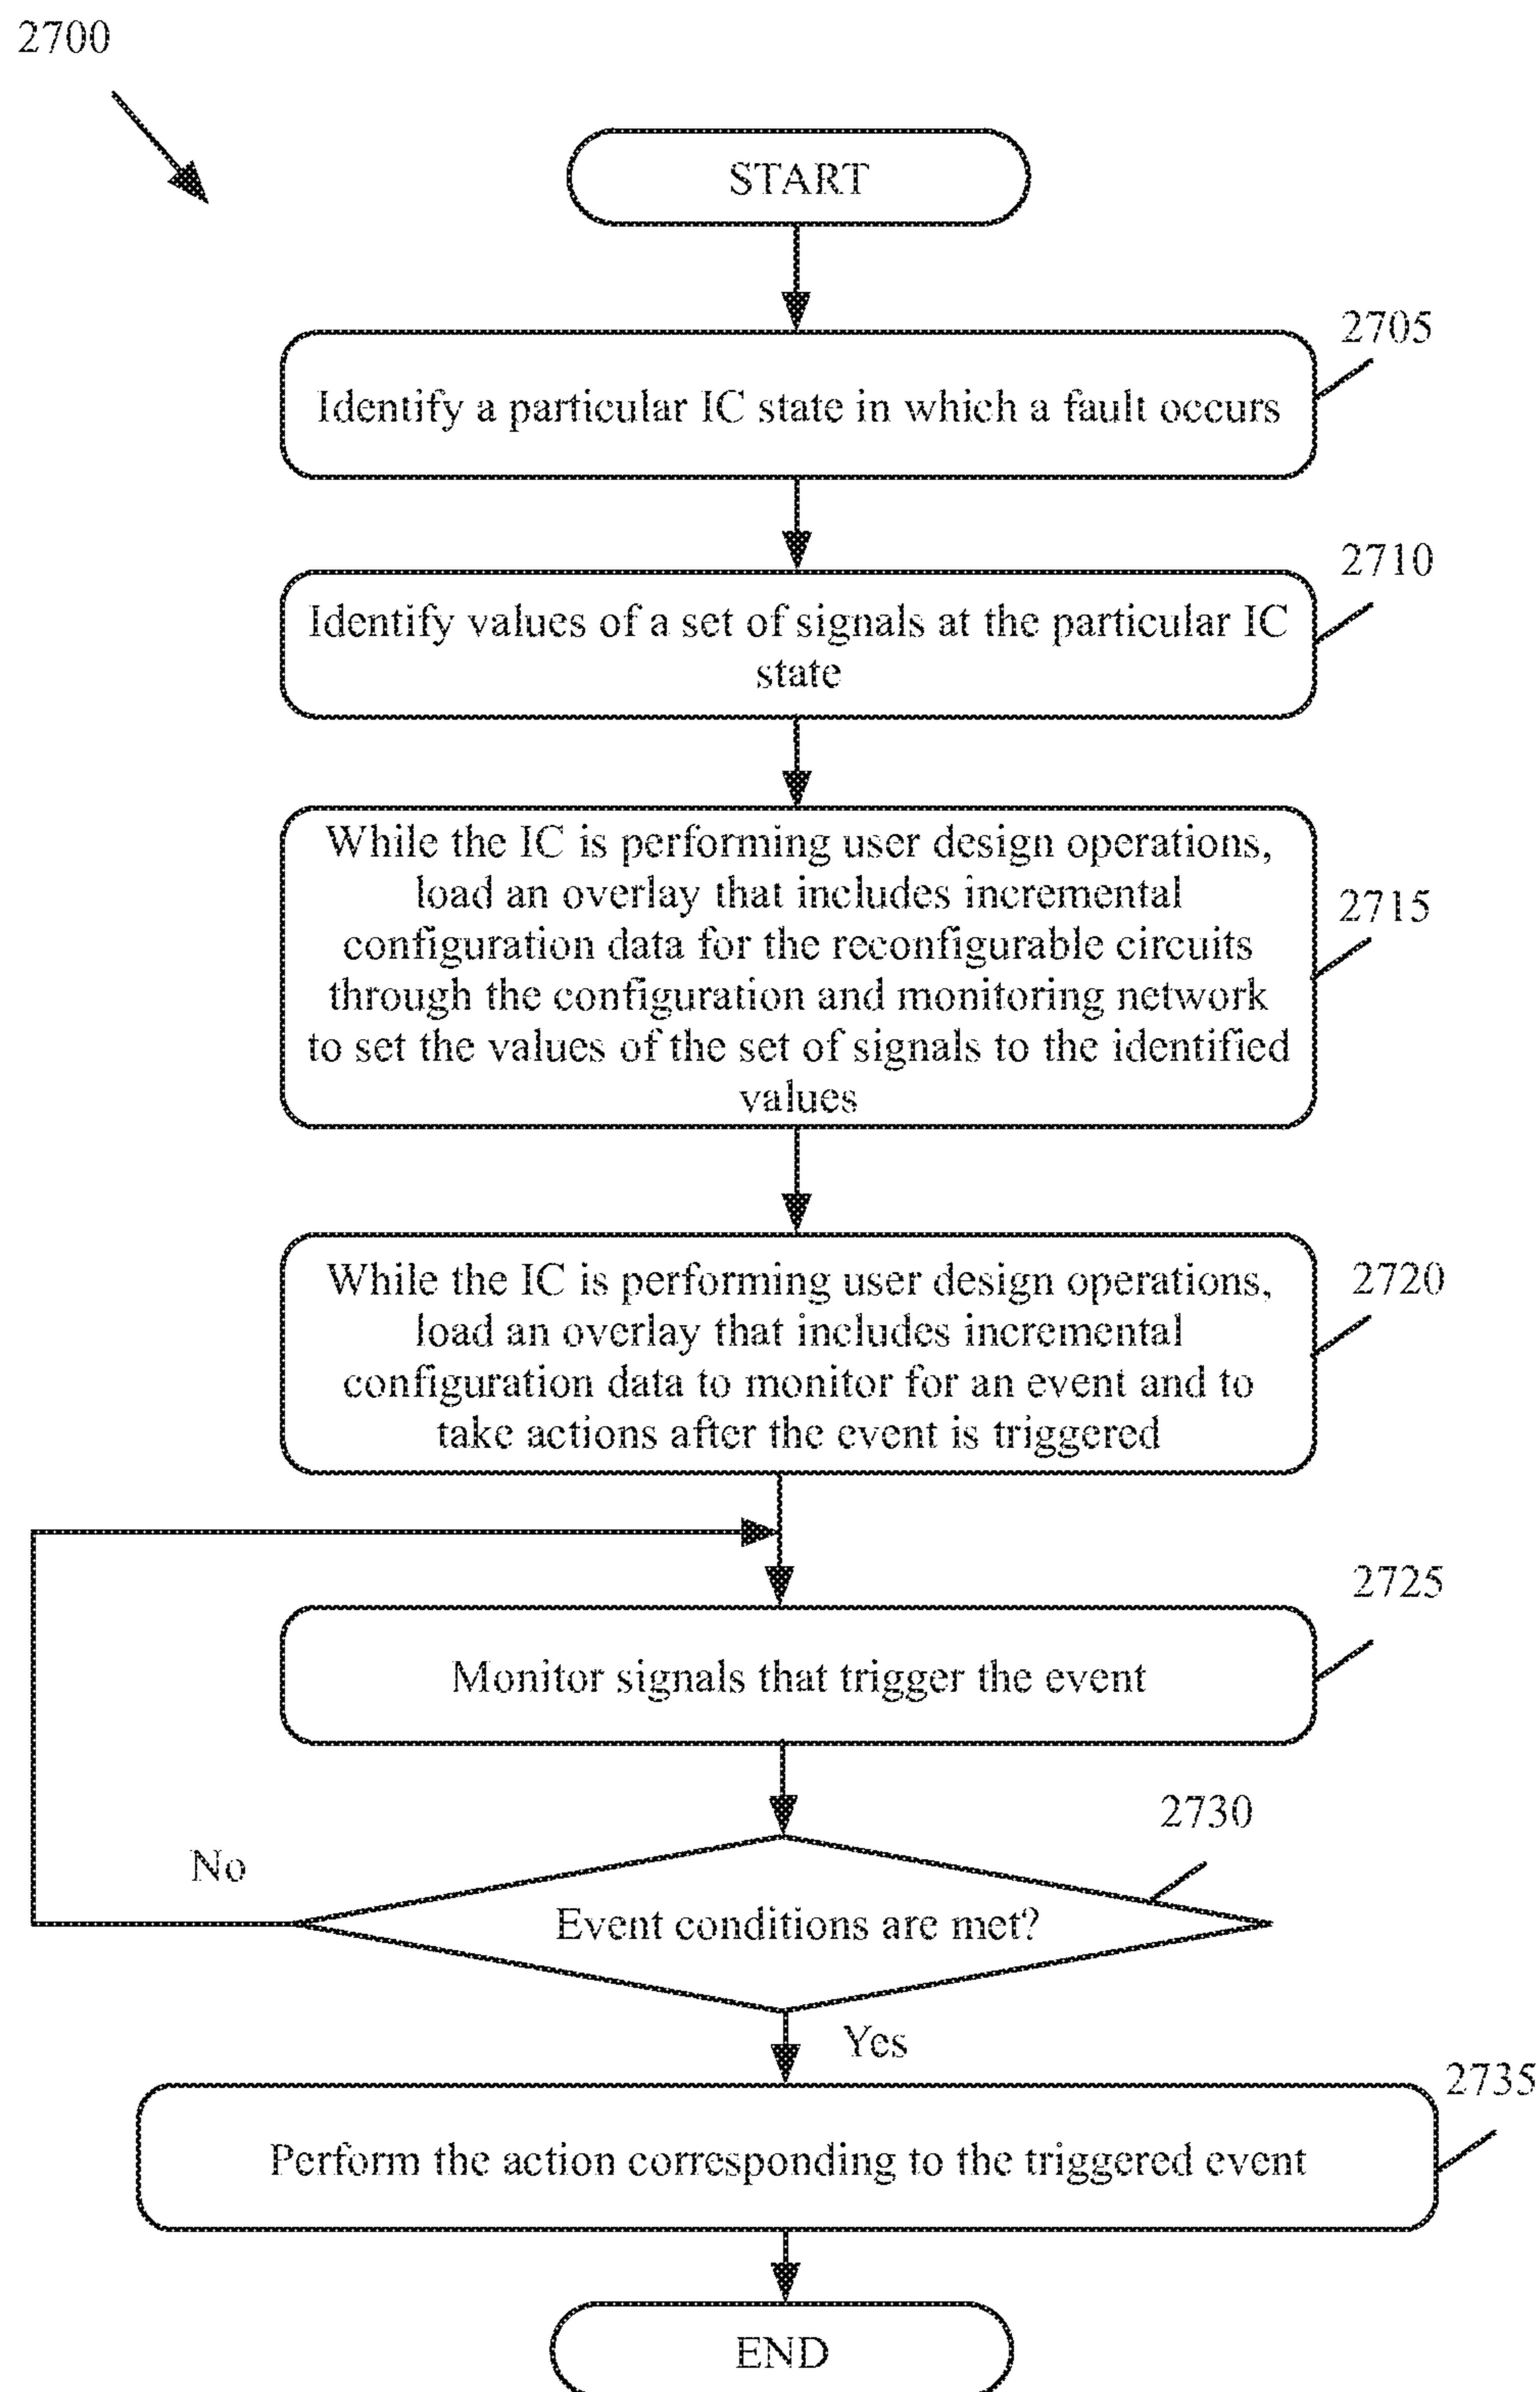 2700
START
2705
Identify a particular IC state in which a fault occurs
2710
Identify values of a set of signals at the particular IC
state
While the IC is performing user design operations,
load an overlay that includes incremental
2715
configuration data for the reconfigurable circuits
through the configuration and monitoring network
to set the values of the set of signals to the identified
values
2720
While the IC is performing user design operations,
load an overlay that includes incremental
configuration data to monitor for an event and to
take actions after the event is triggered
2725
Monitor signals that trigger the event
2730
No
Event conditions are met?
Yes
2735
Perform the action corresponding to the triggered event
END